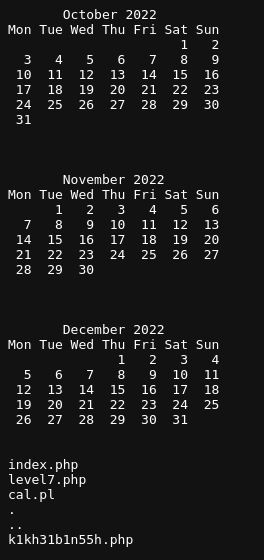 October 2022
Mon Tue Wed Thu Fri Sat Sun
                      1   2
  3   4   5   6   7   8   9
 10  11  12  13  14  15  16
 17  18  19  20  21  22  23
 24  25  26  27  28  29  30
 31
       November 2022
Mon Tue Wed Thu Fri Sat Sun
      1   2   3   4   5   6
  7   8   9  10  11  12  13
 14  15  16  17  18  19  20
 21  22  23  24  25  26  27
 28  29  30
       December 2022
Mon Tue Wed Thu Fri Sat Sun
              1   2   3   4
  5   6   7   8   9  10  11
 12  13  14  15  16  17  18
 19  20  21  22  23  24  25
 26  27  28  29  30  31
index.php
level7.php
cal.pl
.
..
k1kh31b1n55h.php